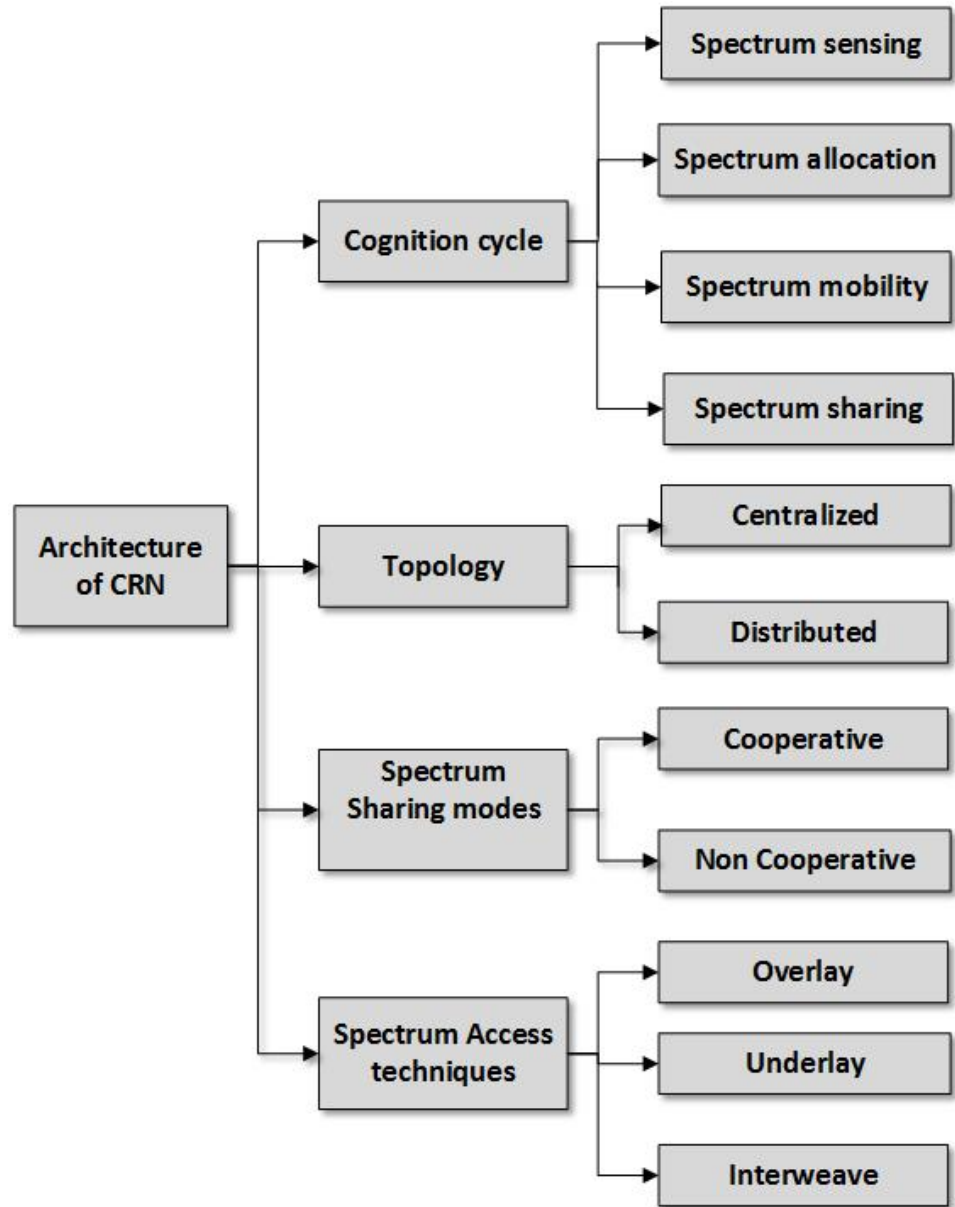 Architecture
of CRN
Cognition cycle
Spectrum sensing
Spectrum allocation
Spectrum mobility
Spectrum sharing
Topology
Centralized
Distributed
Spectrum
Sharing modes
Cooperative
Non Cooperative
Spectrum Access
techniques
Overlay
Underlay
Interweave